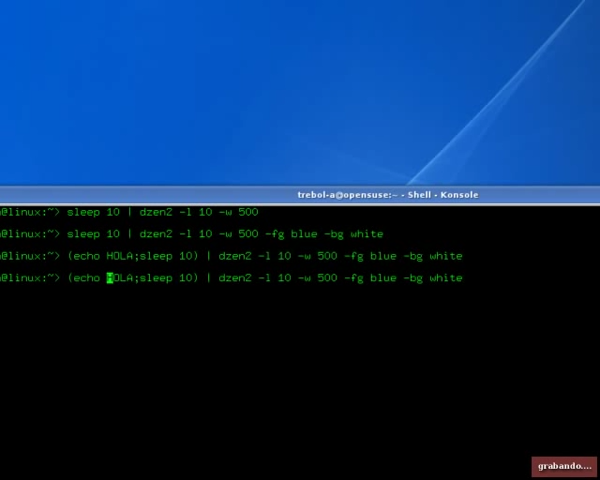 trebol-a@opensuse:~ - Shell - Konsole
@linux:~> sleep 10 | dzen2 -l 10 -w 500
@linux:~> sleep 10 | dzen2 -l 10 -w 500 -fg blue -bg white
@linux:~> (echo HOLA;sleep 10) | dzen2 -l 10 -w 500 -fg blue -bg white
@linux:~> (echo HOLA;sleep 10) | dzen2 -l 10 -w 500 -fg blue -bg white
grabando....